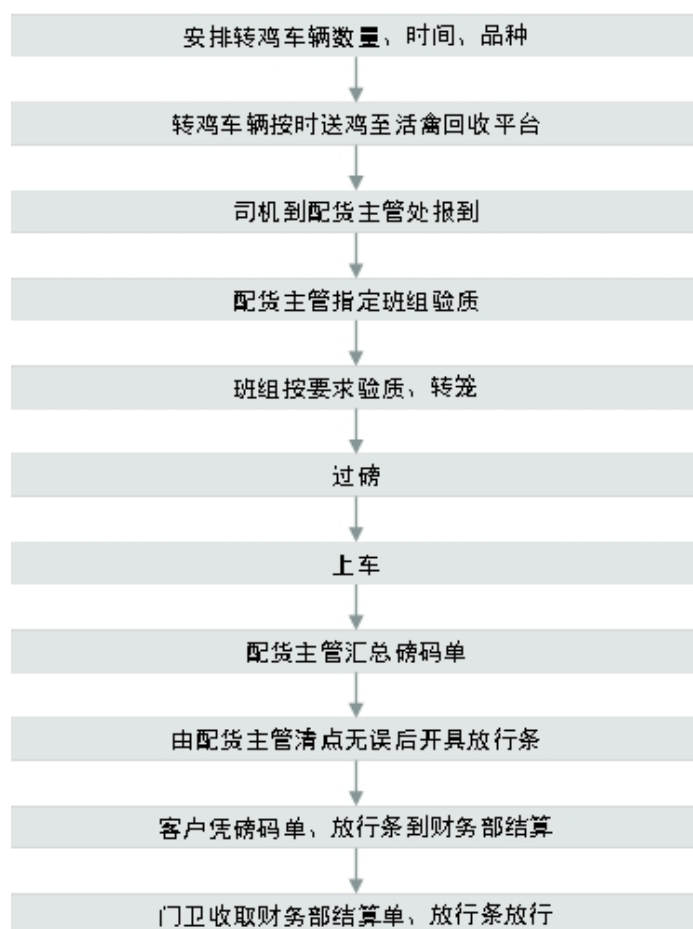 安排转鸡车辆数量、时间、品种
转鸡车辆按时送鸡至活禽回收平台
司机到配货主管处报到
配货主管指定班组验质
班组按要求验质、转笼
过磅
上车
配货主管汇总磅码单
由配货主管清点无误后开具放行条
客户凭磅码单、放行条到财务部结算
门卫收取财务部结算单、放行条放行